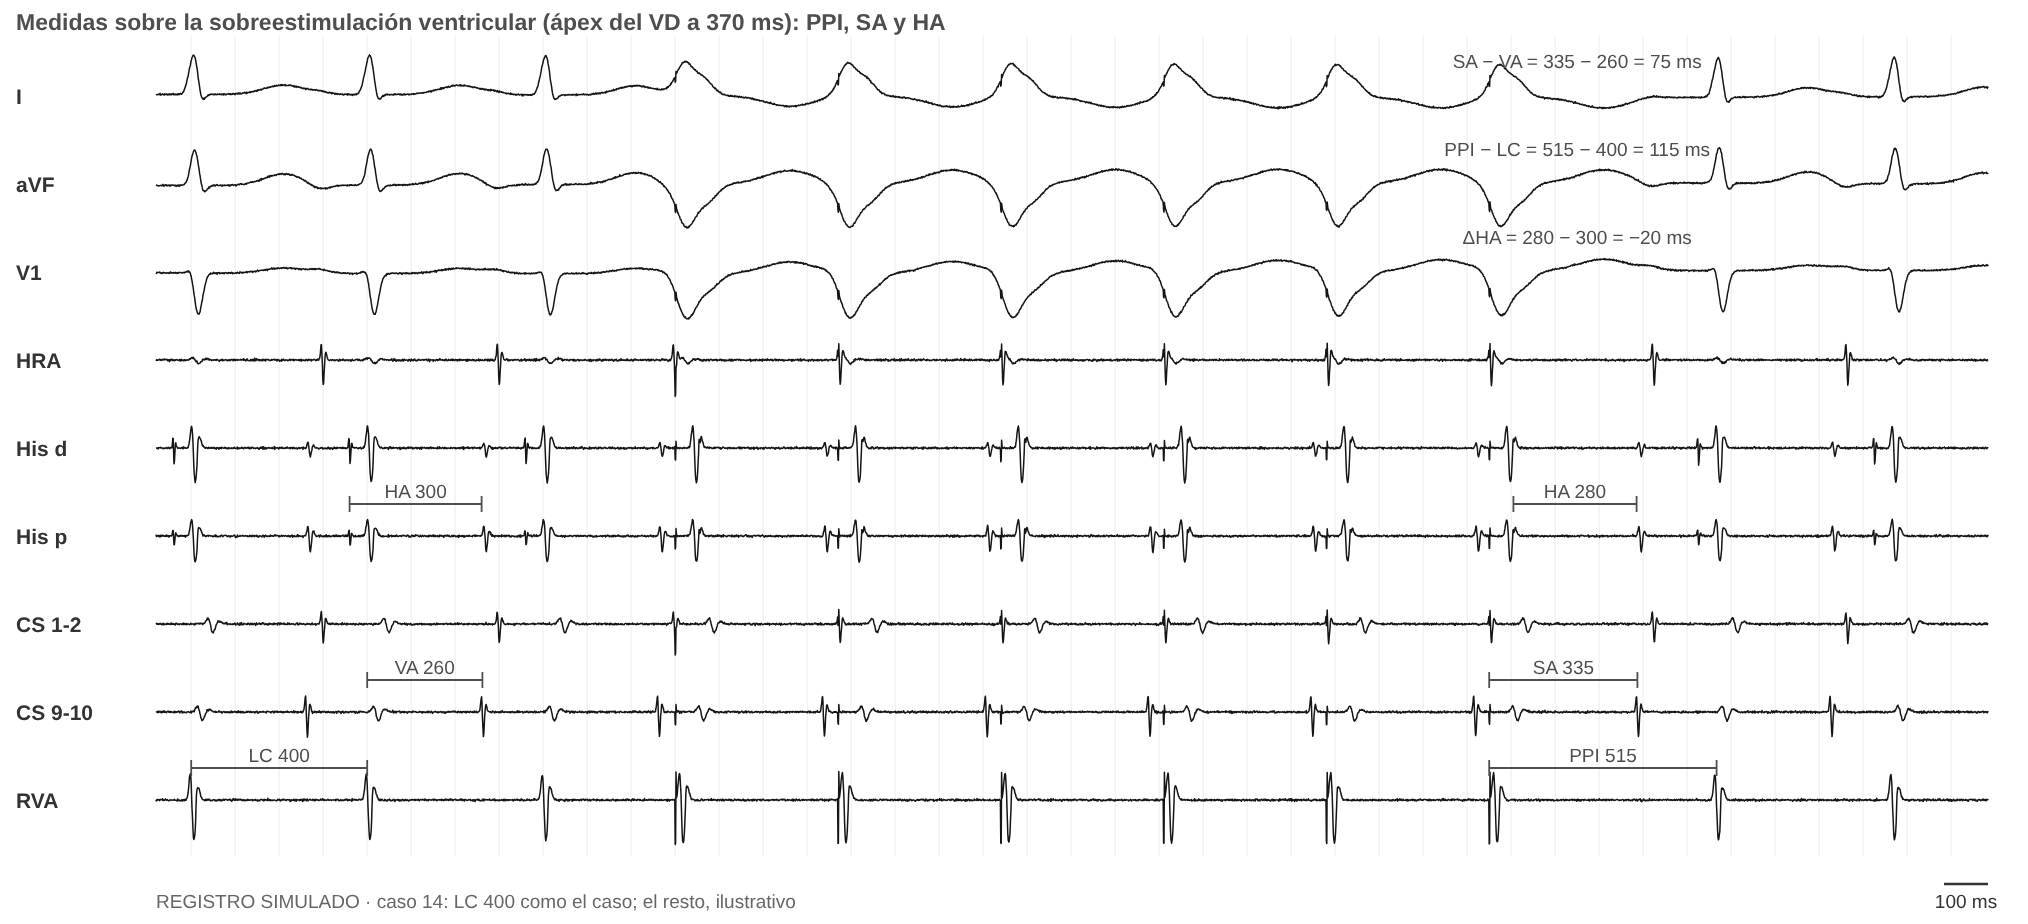 Medidas sobre la sobreestimulación ventricular (ápex del VD a 370 ms): PPI, SA y HA
SA − VA = 335 − 260 = 75 ms
I
PPI − LC = 515 − 400 = 115 ms
aVF
ΔHA = 280 − 300 = −20 ms
V1
HRA
His d
HA 300
HA 280
His p
CS 1-2
VA 260
SA 335
CS 9-10
LC 400
PPI 515
RVA
REGISTRO SIMULADO · caso 14: LC 400 como el caso; el resto, ilustrativo
100 ms